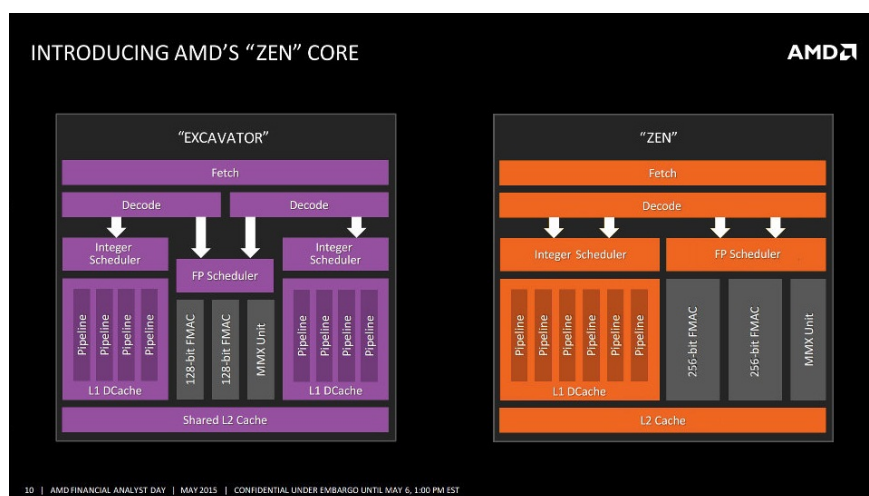 INTRODUCING AMD'S "ZEN" CORE
AMD
"EXCAVATOR"
Fetch
Decode
Decode
Integer
Scheduler
FP Scheduler
Integer
Scheduler
Pipeline
Pipeline
Pipeline
Pipeline
L1 DCache
128-bit FMAC
128-bit FMAC
MMX Unit
Pipeline
Pipeline
Pipeline
Pipeline
L1 DCache
Shared L2 Cache
"ZEN"
Fetch
Decode
Integer Scheduler
FP Scheduler
Pipeline
Pipeline
Pipeline
Pipeline
Pipeline
Pipeline
L1 DCache
256-bit FMAC
256-bit FMAC
MMX Unit
L2 Cache
10 | AMD FINANCIAL ANALYST DAY | MAY 2015 | CONFIDENTIAL UNDER EMBARGO UNTIL MAY 6, 1:00 PM EST